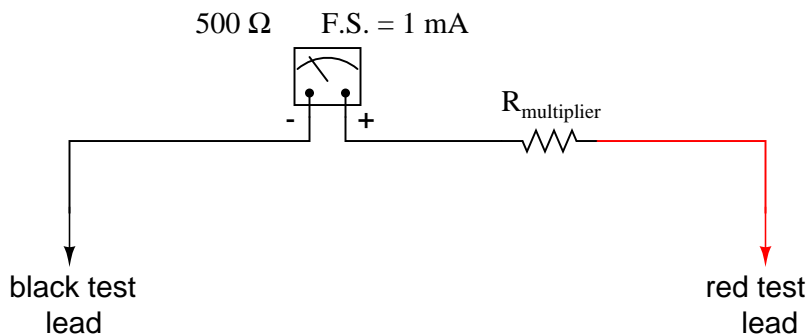 500 Ω F.S. = 1 mA
- +
Rmultiplier
black test
lead
red test
lead